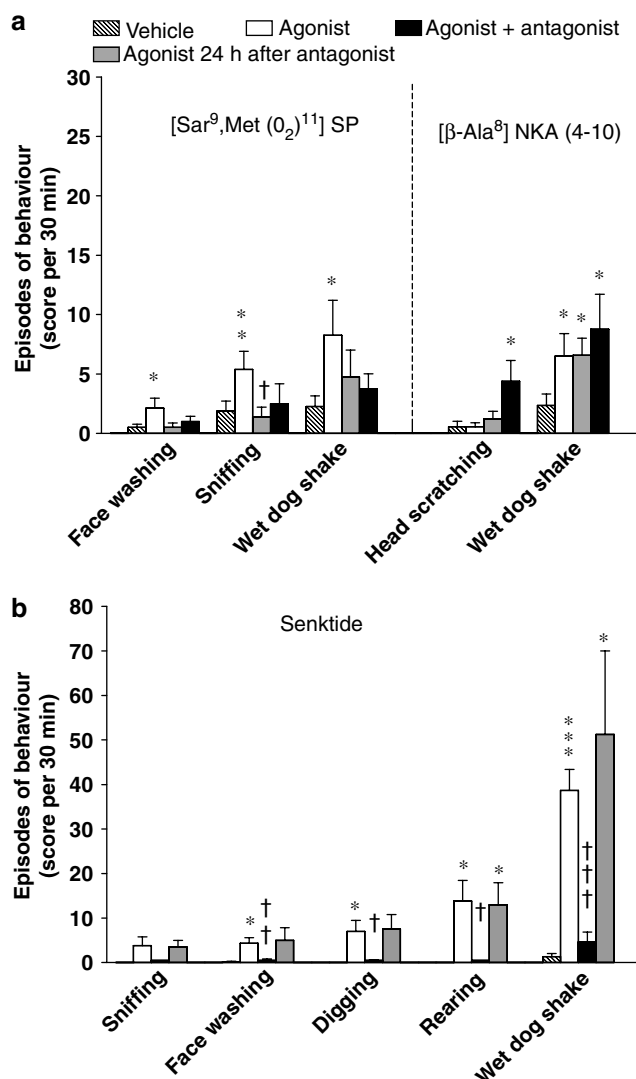 a
Vehicle Agonist Agonist + antagonist
Agonist 24 h after antagonist
30
25
20
15
10
5
0
Episodes of behaviour
(score per 30 min)
[Sar⁹,Met (0₂)¹¹] SP
[β-Ala⁸] NKA (4-10)
* ** † * * * * *
Face washing Sniffing Wet dog shake Head scratching Wet dog shake
b
80
70
60
50
40
30
20
10
0
Episodes of behaviour
(score per 30 min)
Senktide
* †† * † * † * *** ††† *
Sniffing Face washing Digging Rearing Wet dog shake